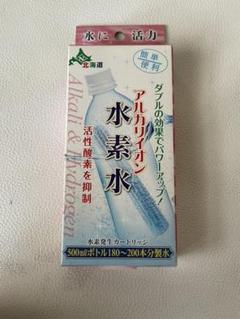 水に 活力
北海道
簡単
便利
ダブルの効果でパワーアップ!
アルカリイオン
水素水
活性酸素を抑制
Alkali & Hydrogen
水素発生カートリッジ
500mlボトル180〜200本分製水